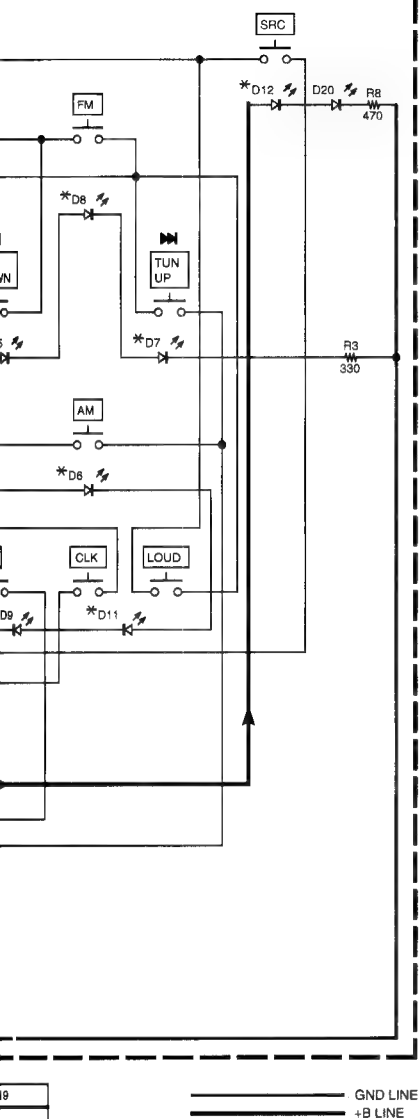 SRC
*D12 D20 R8
470
FM
*D8
TUN
UP
WN
*D7 R3
330
AM
*D6
CLK LOUD
D9 *D11
GND LINE
+B LINE